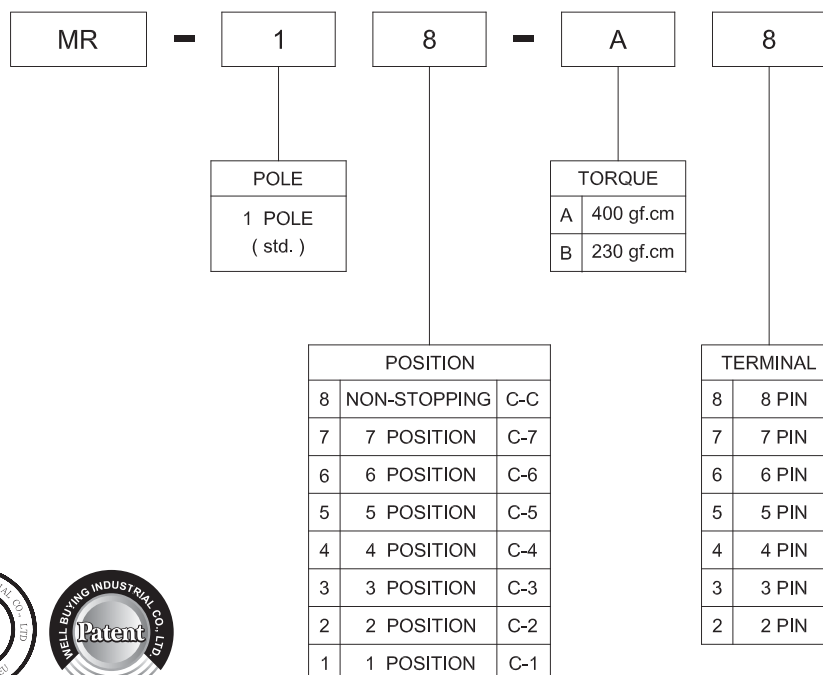 MR - 1 8 - A 8
POLE
1 POLE
( std. )
TORQUE
A 400 gf.cm
B 230 gf.cm
POSITION
8 NON-STOPPING C-C
7 7 POSITION C-7
6 6 POSITION C-6
5 5 POSITION C-5
4 4 POSITION C-4
3 3 POSITION C-3
2 2 POSITION C-2
1 1 POSITION C-1
TERMINAL
8 8 PIN
7 7 PIN
6 6 PIN
5 5 PIN
4 4 PIN
3 3 PIN
2 2 PIN
CO., LTD
WELL BUYING INDUSTRIAL CO., LTD.
Patent